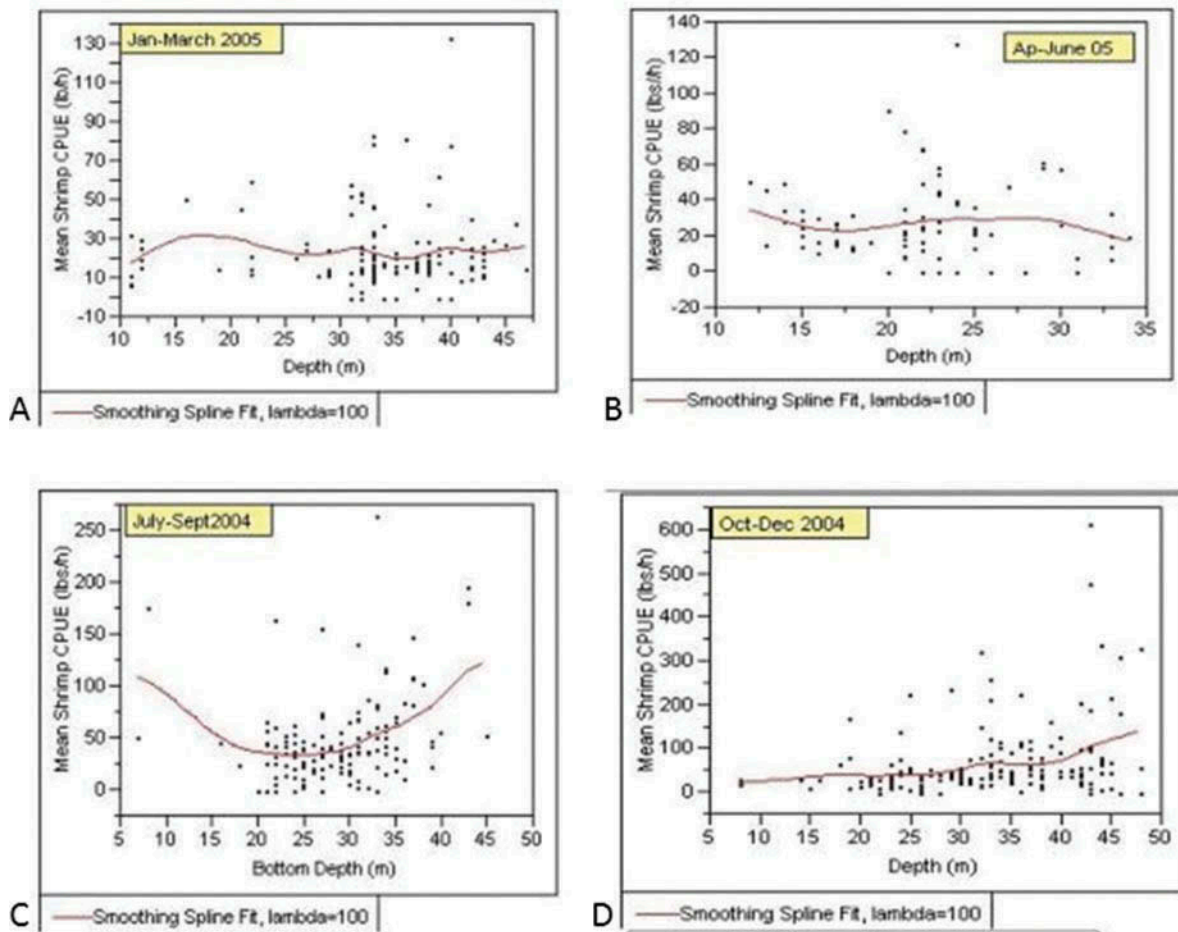 Jan-March 2005
Mean Shrimp CPUE (lb/h)
130
110
90
70
50
30
10
-10
10 15 20 25 30 35 40 45
Depth (m)
A
Smoothing Spline Fit, lambda=100
Ap-June 05
Mean Shrimp CPUE (lbs/h)
140
120
100
80
60
40
20
0
-20
10 15 20 25 30 35
Depth (m)
B
Smoothing Spline Fit, lambda=100
July-Sept2004
Mean Shrimp CPUE (lbs/h)
250
200
150
100
50
0
5 10 15 20 25 30 35 40 45 50
Bottom Depth (m)
C
Smoothing Spline Fit, lambda=100
Oct-Dec 2004
Mean Shrimp CPUE (lbs/h)
600
500
400
300
200
100
0
5 10 15 20 25 30 35 40 45 50
Depth (m)
D
Smoothing Spline Fit, lambda=100